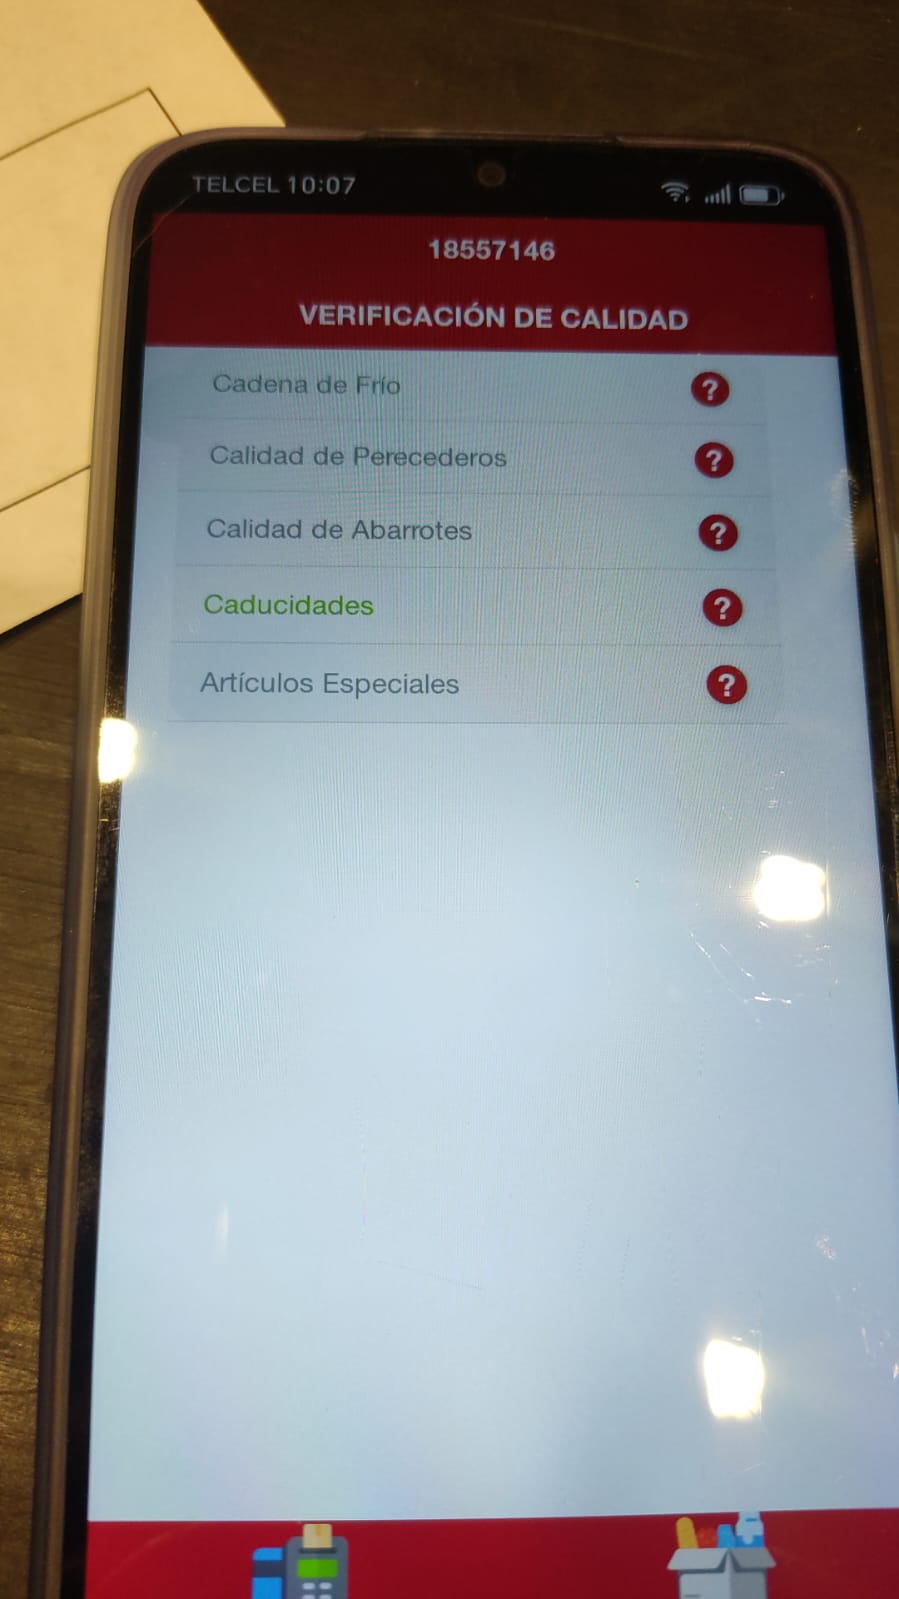 TELCEL 10:07
18557146
VERIFICACIÓN DE CALIDAD
Cadena de Frío ?
Calidad de Perecederos ?
Calidad de Abarrotes ?
Caducidades ?
Artículos Especiales ?